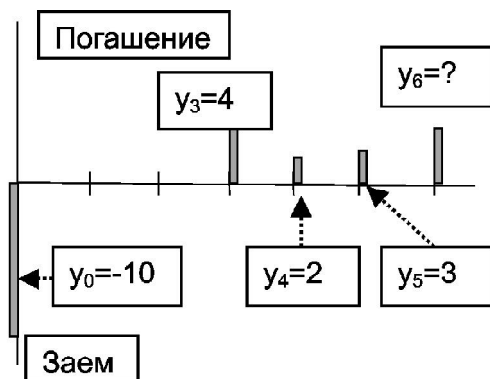 Погашение
y₃=4
y₆=?
y₀=-10
y₄=2
y₅=3
Заем